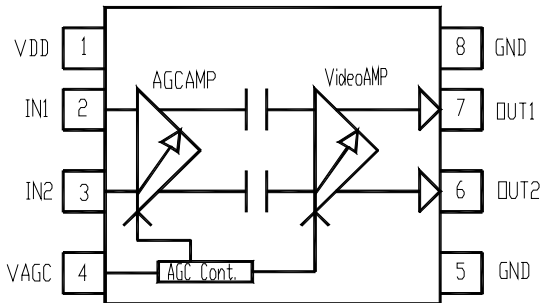 VDD 1 8 GND
AGCAMP VideoAMP
IN1 2 7 OUT1
IN2 3 6 OUT2
VAGC 4 AGC Cont. 5 GND